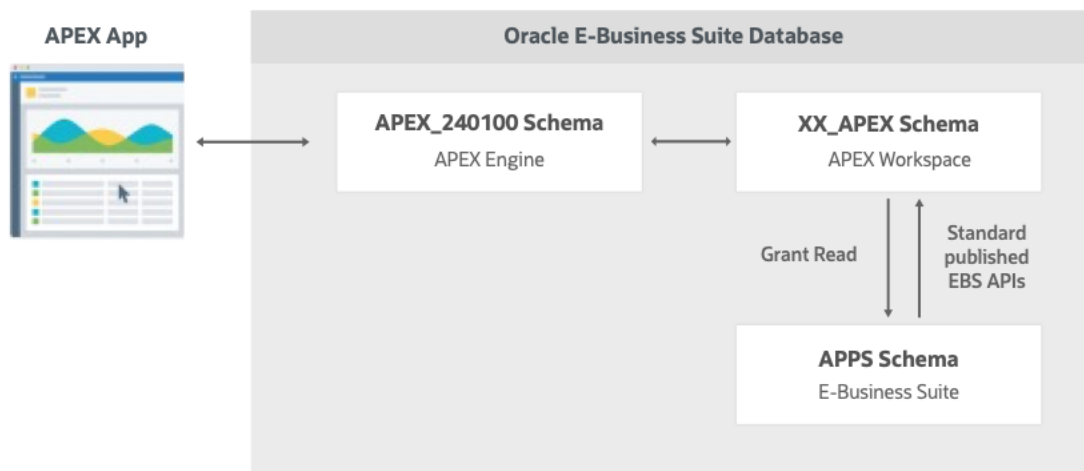 APEX App
Oracle E-Business Suite Database
APEX_240100 Schema
APEX Engine
XX_APEX Schema
APEX Workspace
Grant Read
Standard
published
EBS APIs
APPS Schema
E-Business Suite